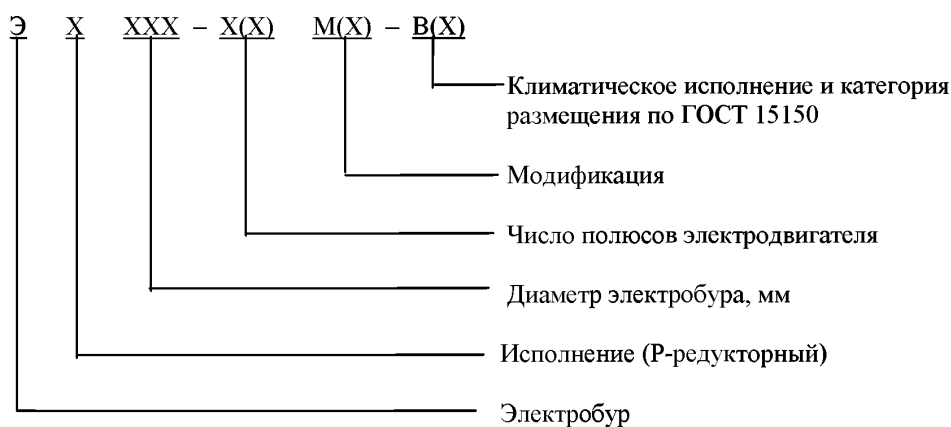 Э Х ХХХ – Х(Х) М(Х) – В(Х)
Климатическое исполнение и категория
размещения по ГОСТ 15150
Модификация
Число полюсов электродвигателя
Диаметр электробура, мм
Исполнение (Р-редукторный)
Электробур